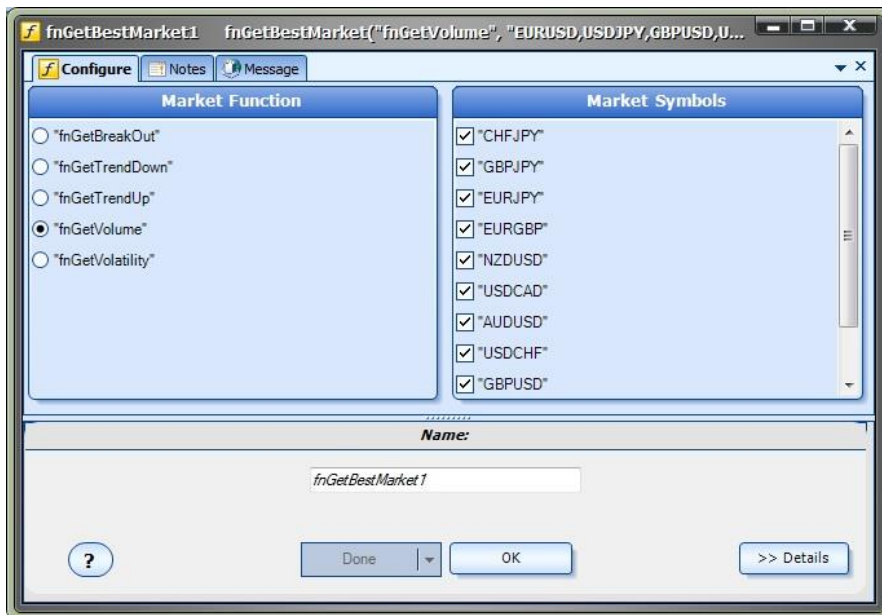 fnGetBestMarket1 fnGetBestMarket("fnGetVolume", "EURUSD,USDJPY,GBPUSD,U...
Configure Notes Message
Market Function
"fnGetBreakOut"
"fnGetTrendDown"
"fnGetTrendUp"
"fnGetVolume"
"fnGetVolatility"
Market Symbols
"CHFJPY"
"GBPJPY"
"EURJPY"
"EURGBP"
"NZDUSD"
"USDCAD"
"AUDUSD"
"USDCHF"
"GBPUSD"
Name:
fnGetBestMarket1
? Done OK >> Details